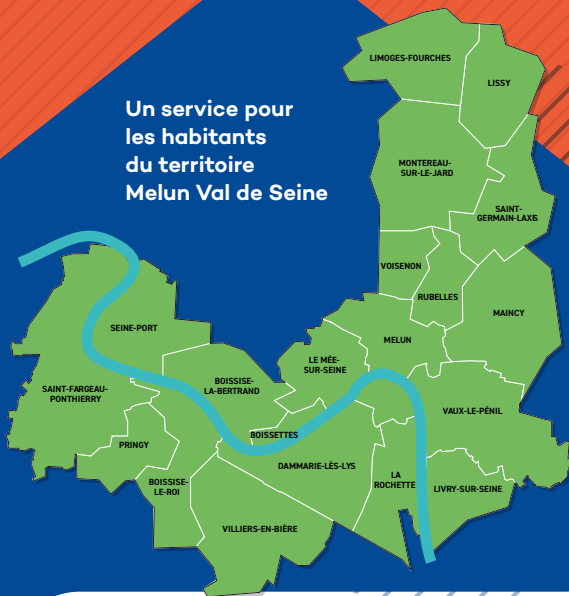 Un service pour
les habitants
du territoire
Melun Val de Seine
LIMOGES-FOURCHES
LISSY
MONTEREAU-
SUR-LE-JARD
SAINT-
GERMAIN-LAXIS
VOISENON
RUBELLES
MAINCY
SEINE-PORT
MELUN
LE MÉE-
SUR-SEINE
BOISSISE-
LA-BERTRAND
SAINT-FARGEAU-
PONTHIERRY
VAUX-LE-PÉNIL
BOISSETTES
PRINGY
DAMMARIE-LÈS-LYS
LA
ROCHETTE
BOISSISE-
LE-ROI
LIVRY-SUR-SEINE
VILLIERS-EN-BIÈRE